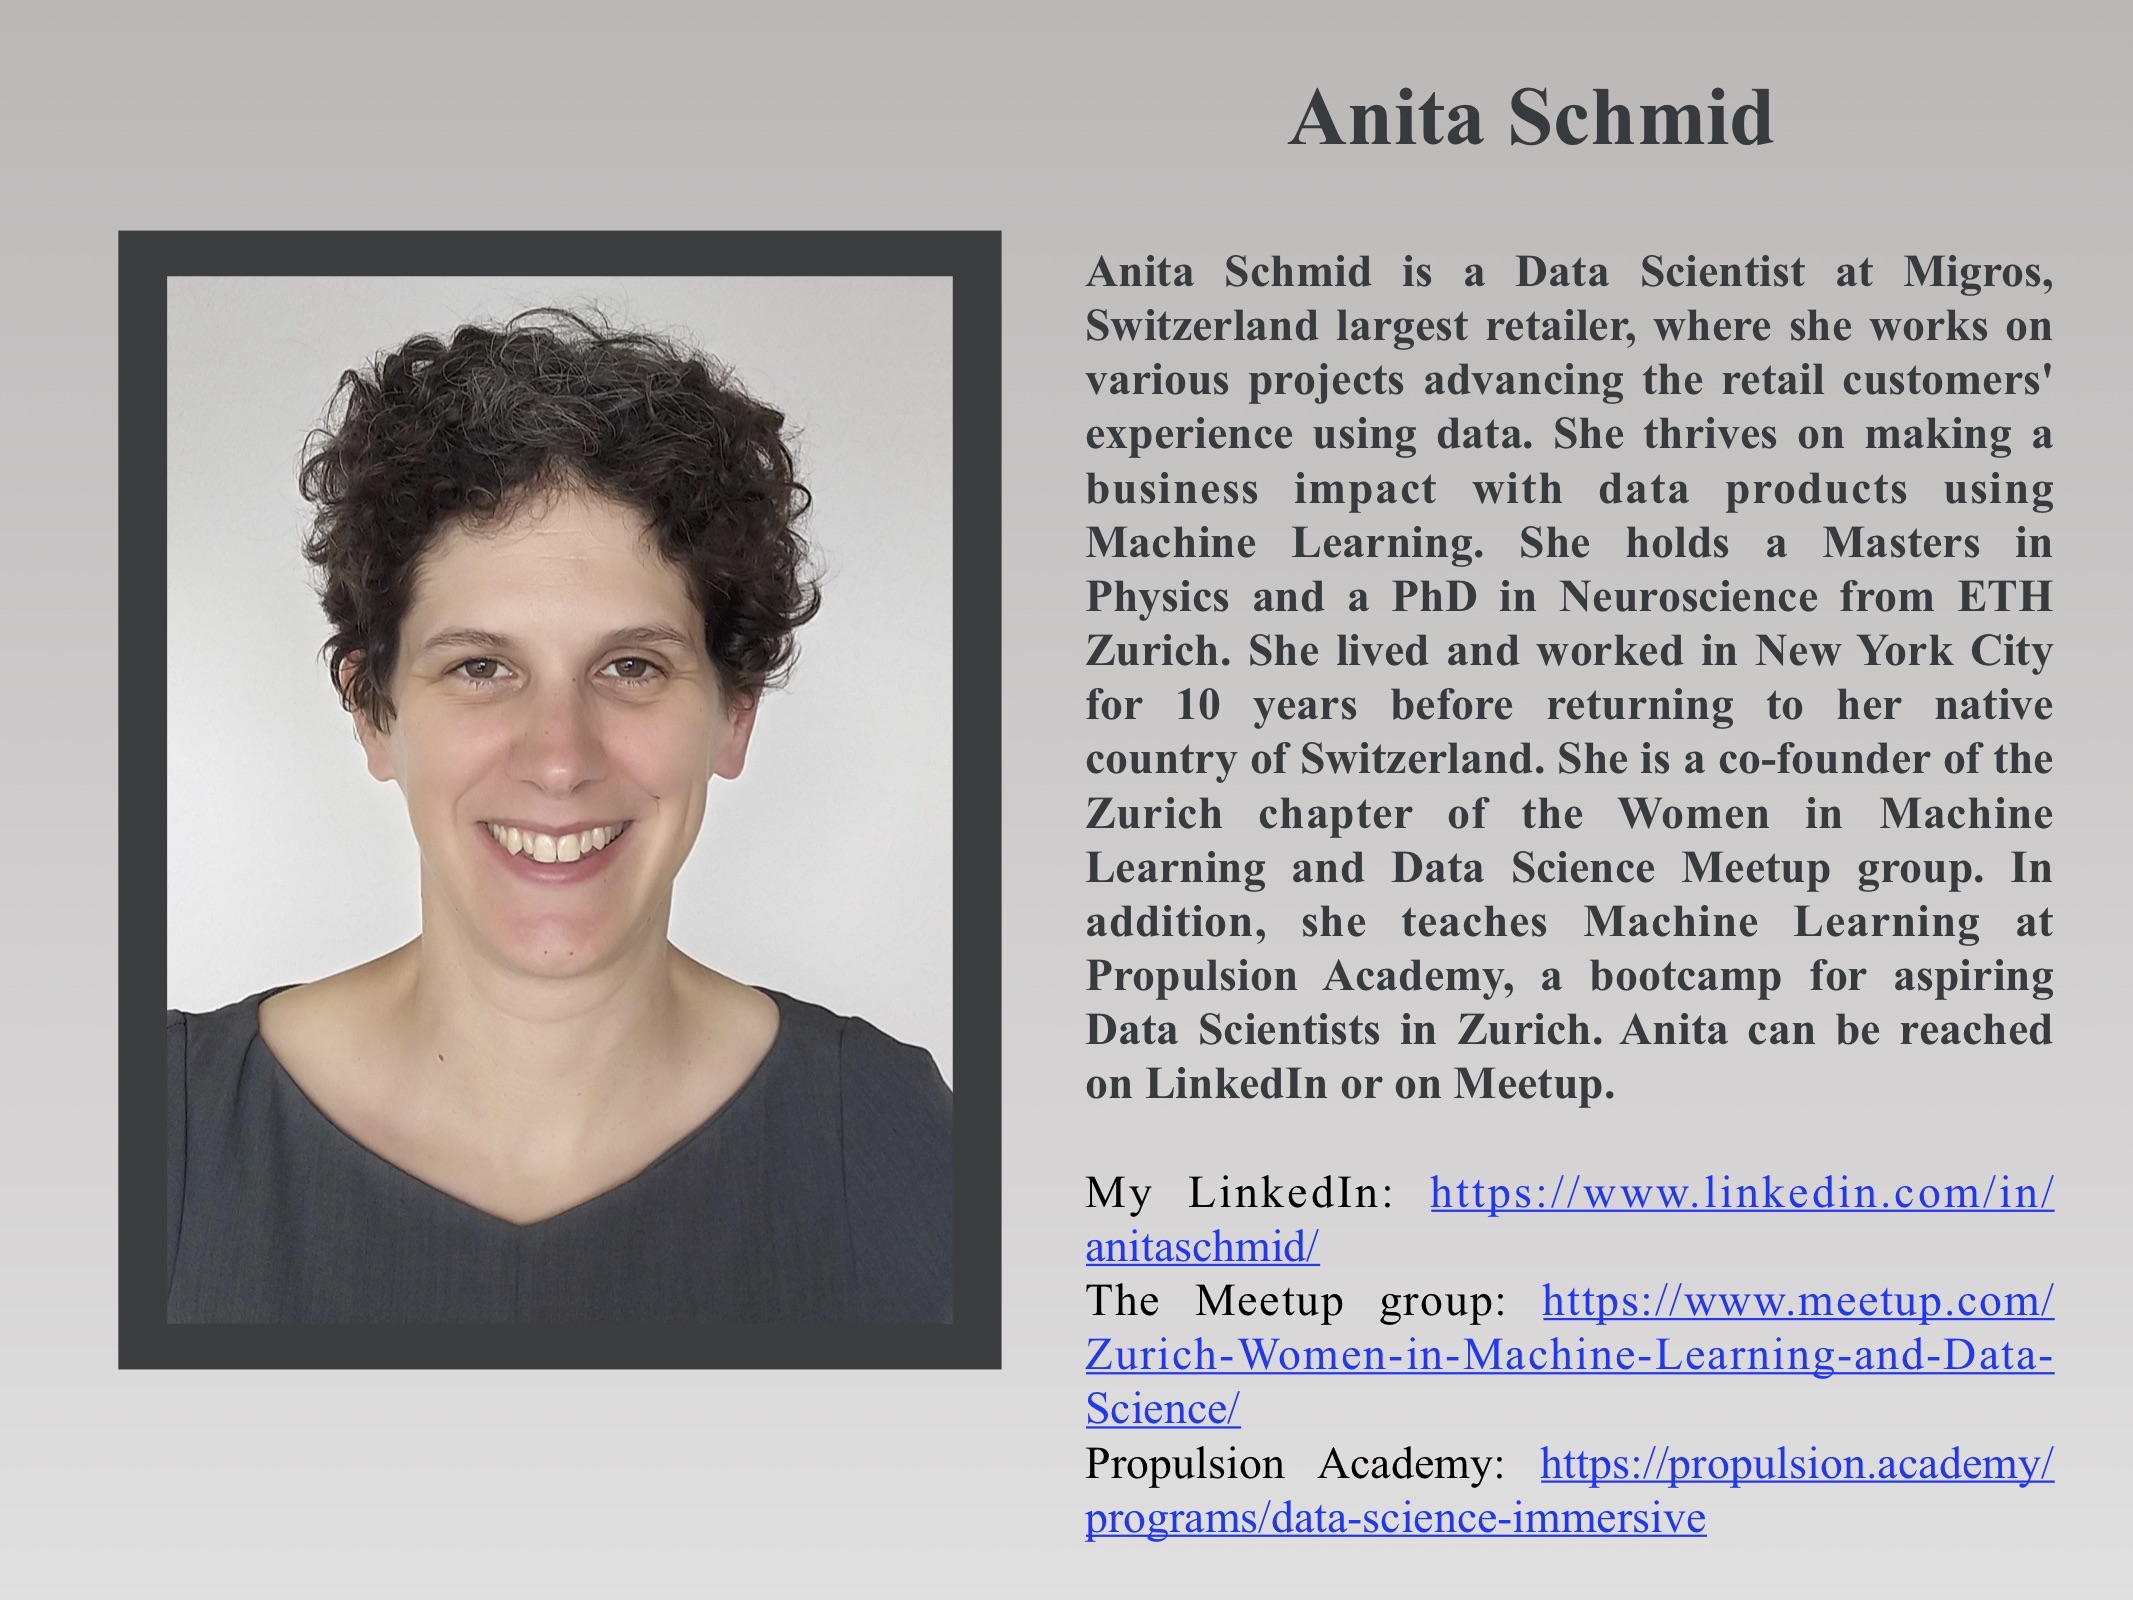 Anita Schmid
Anita Schmid is a Data Scientist at Migros,
Switzerland largest retailer, where she works on
various projects advancing the retail customers'
experience using data. She thrives on making a
business impact with data products using
Machine Learning. She holds a Masters in
Physics and a PhD in Neuroscience from ETH
Zurich. She lived and worked in New York City
for 10 years before returning to her native
country of Switzerland. She is a co-founder of the
Zurich chapter of the Women in Machine
Learning and Data Science Meetup group. In
addition, she teaches Machine Learning at
Propulsion Academy, a bootcamp for aspiring
Data Scientists in Zurich. Anita can be reached
on LinkedIn or on Meetup.
My LinkedIn: https://www.linkedin.com/in/
anitaschmid/
The Meetup group: https://www.meetup.com/
Zurich-Women-in-Machine-Learning-and-Data-
Science/
Propulsion Academy: https://propulsion.academy/
programs/data-science-immersive